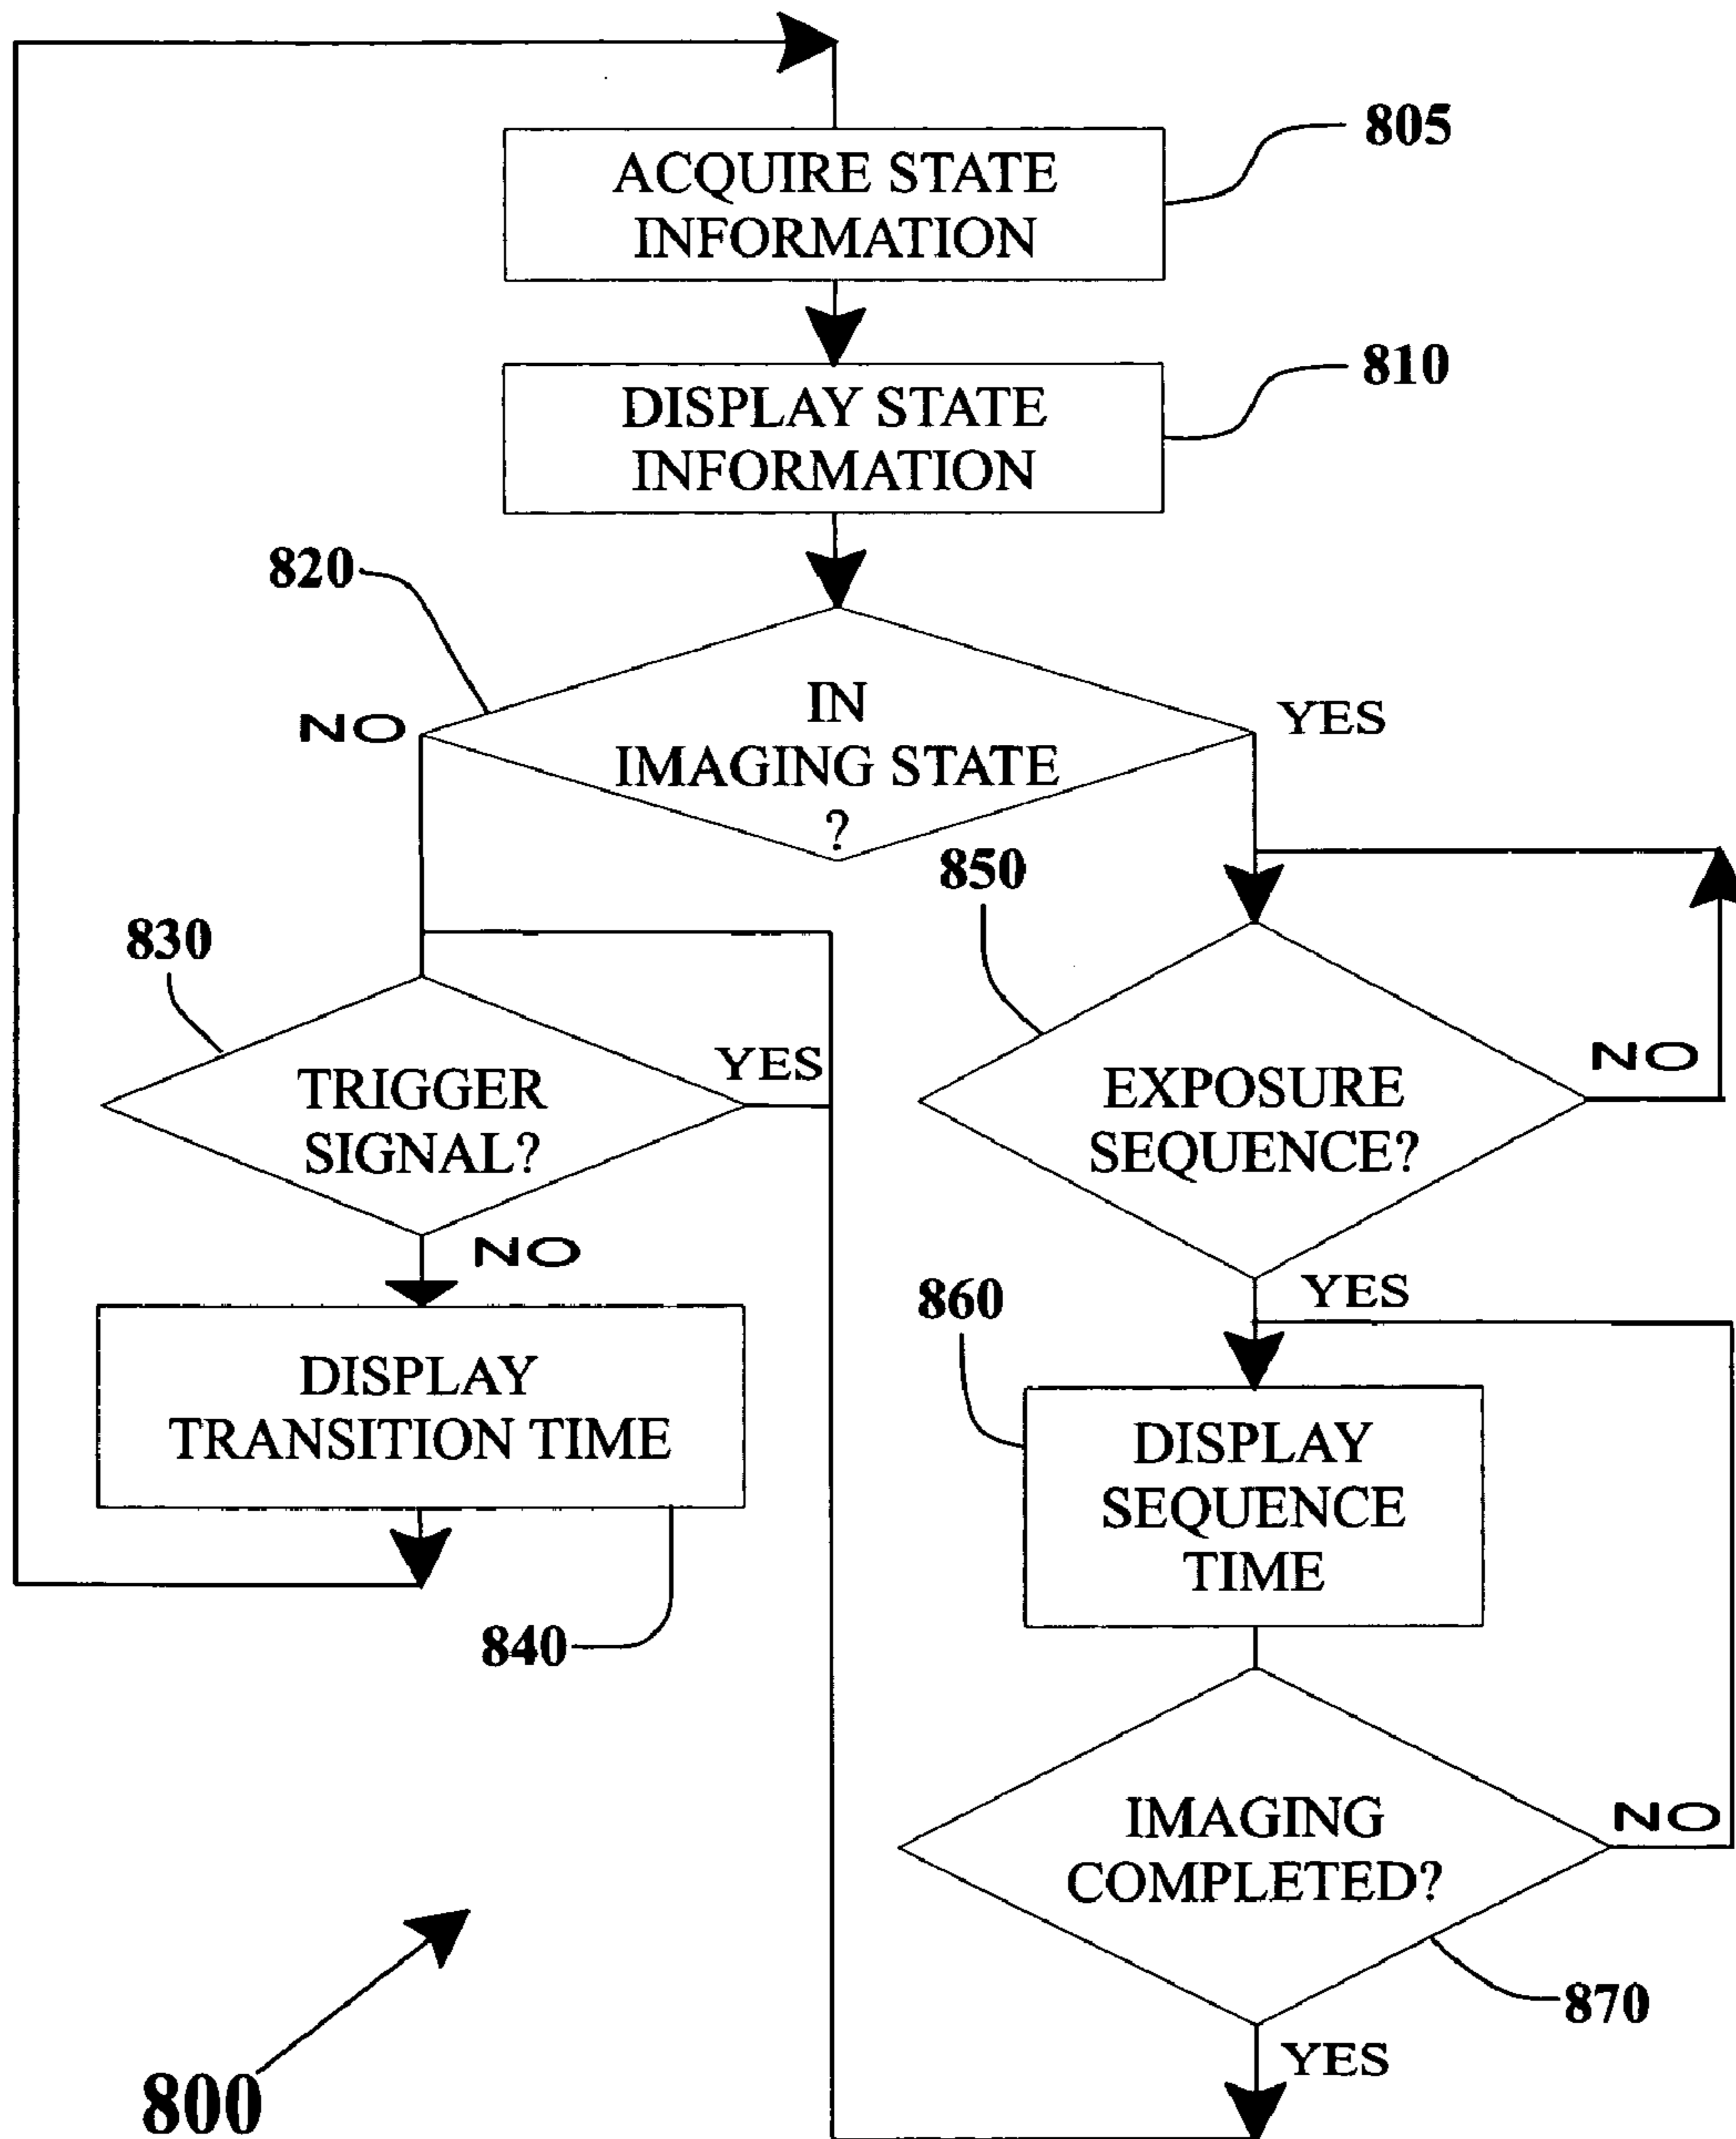 805
ACQUIRE STATE
INFORMATION
810
DISPLAY STATE
INFORMATION
820
IN
IMAGING STATE
?
NO
YES
850
830
TRIGGER
SIGNAL?
YES
NO
EXPOSURE
SEQUENCE?
NO
YES
DISPLAY
TRANSITION TIME
840
860
DISPLAY
SEQUENCE
TIME
IMAGING
COMPLETED?
NO
870
YES
800